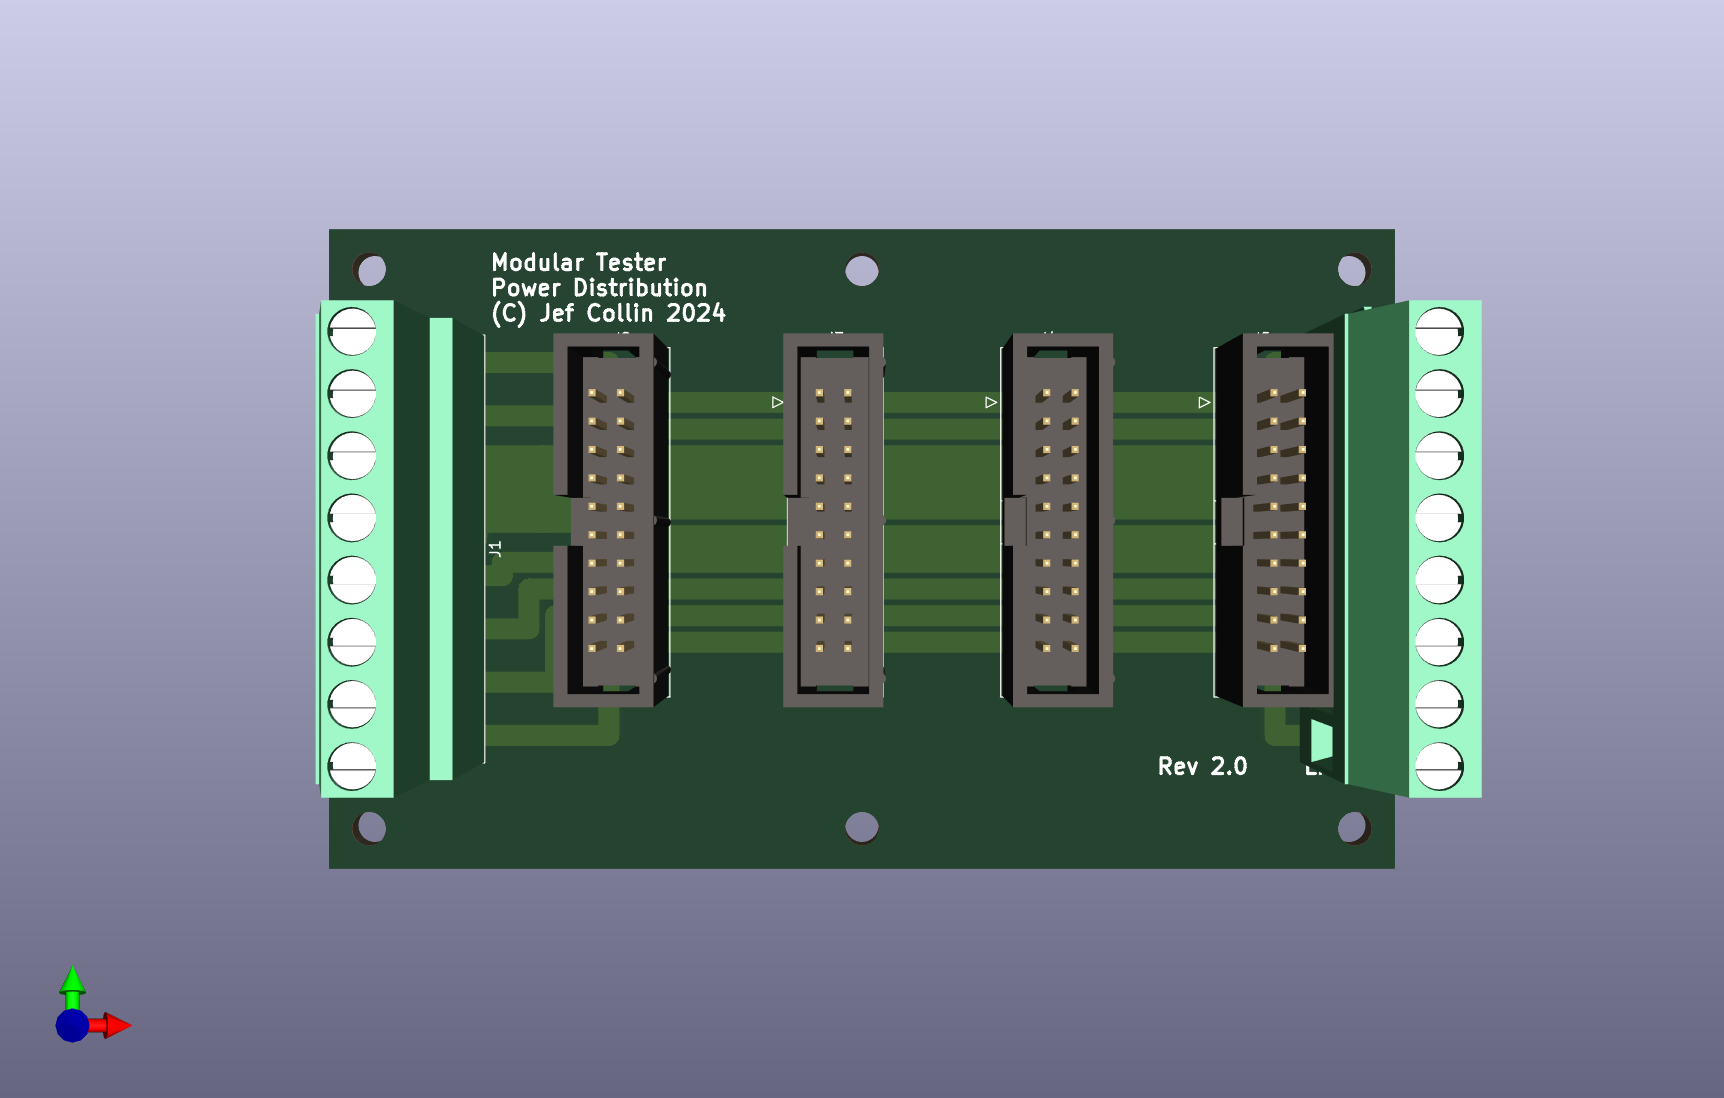 Modular Tester
Power Distribution
(C) Jef Collin 2024
J1
Rev 2.0